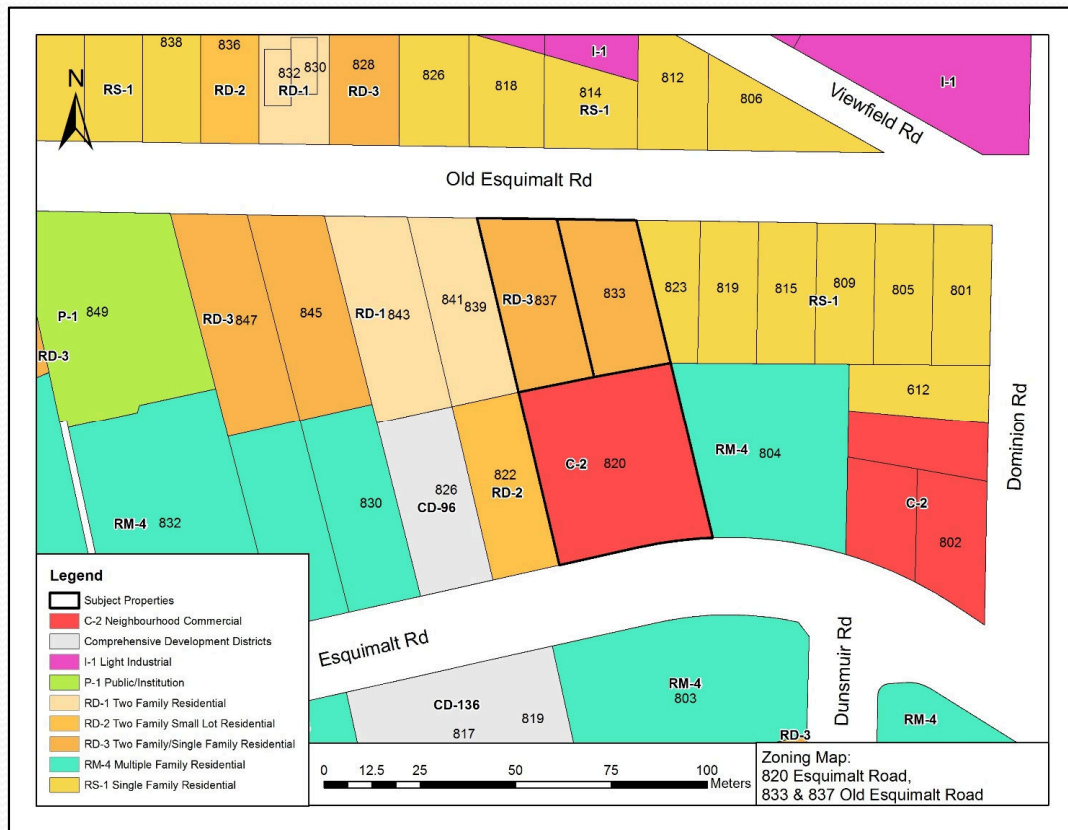 838
836
832
830
828
826
818
I-1
814
812
806
I-1
RS-1
RD-2
RD-1
RD-3
RS-1
Viewfield Rd
N
Old Esquimalt Rd
P-1 849
RD-3
RD-3 847
845
RD-1 843
841
839
RD-3 837
833
823
819
815
809
805
801
RS-1
612
RM-4 832
830
826
CD-96
822
RD-2
C-2 820
RM-4 804
C-2
802
Dominion Rd
Legend
Subject Properties
C-2 Neighbourhood Commercial
Comprehensive Development Districts
I-1 Light Industrial
P-1 Public/Institution
RD-1 Two Family Residential
RD-2 Two Family Small Lot Residential
RD-3 Two Family/Single Family Residential
RM-4 Multiple Family Residential
RS-1 Single Family Residential
Esquimalt Rd
CD-136
819
817
RM-4
803
Dunsmuir Rd
RD-3
RM-4
0 12.5 25 50 75 100
Meters
Zoning Map:
820 Esquimalt Road,
833 & 837 Old Esquimalt Road